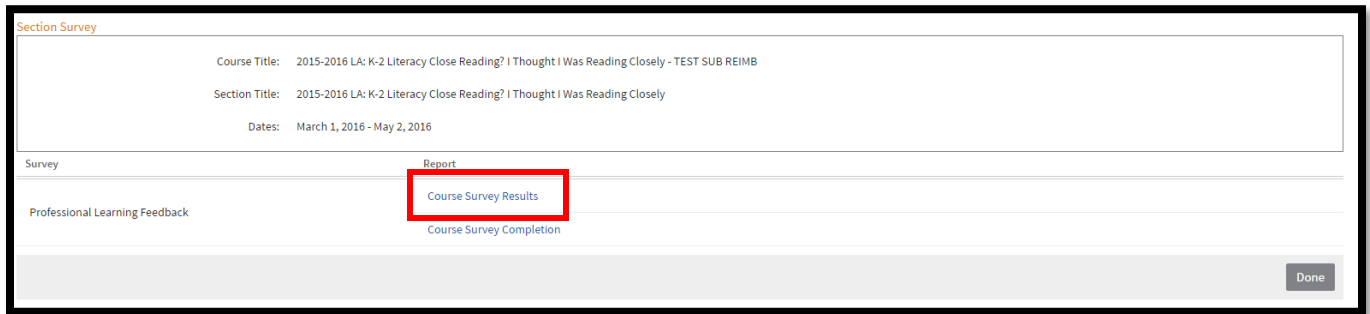 Section Survey
Course Title: 2015-2016 LA: K-2 Literacy Close Reading? I Thought I Was Reading Closely - TEST SUB REIMB
Section Title: 2015-2016 LA: K-2 Literacy Close Reading? I Thought I Was Reading Closely
Dates: March 1, 2016 - May 2, 2016
Survey Report
Course Survey Results
Professional Learning Feedback
Course Survey Completion
Done